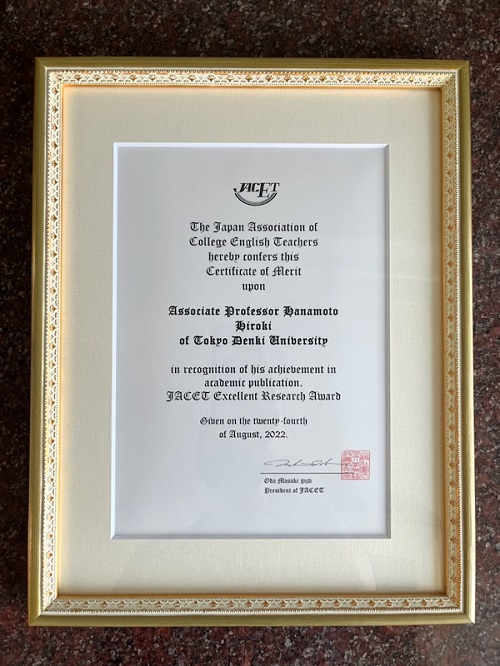 JACET
The Japan Association of
College English Teachers
hereby confers this
Certificate of Merit
upon
Associate Professor Hanamoto
Hiroki
of Tokyo Denki University
in recognition of his achievement in
academic publication.
JACET Excellent Research Award
Given on the twenty-fourth
of August, 2022.
Oda Masaki PhD
President of JACET